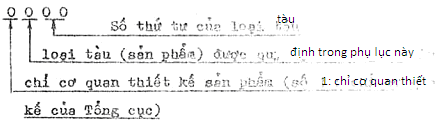 0 0 0 0
Số thứ tự của loại tàu
loại tàu (sản phẩm) được quy định trong phụ lục này
chỉ cơ quan thiết kế sản phẩm (số 1: chỉ cơ quan thiết
kế của Tổng cục)